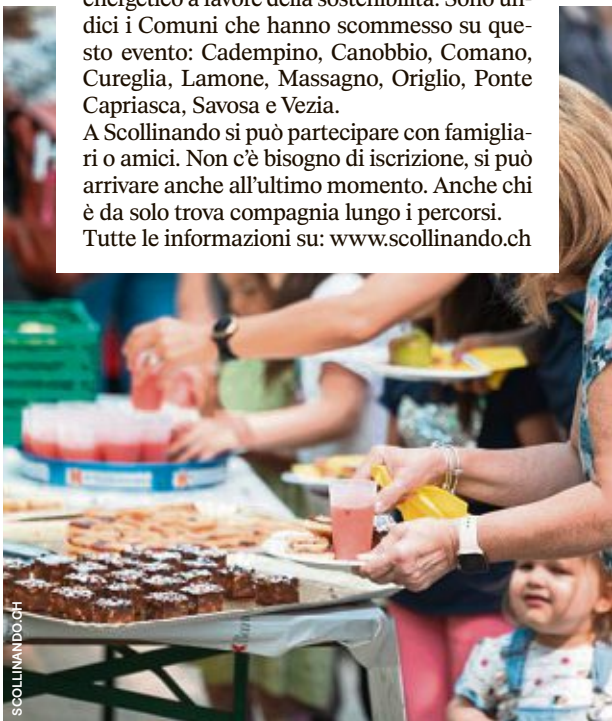 energetico a favore della sostenibilità. Sono un-
dici i Comuni che hanno scommesso su que-
sto evento: Cadempino, Canobbio, Comano,
Cureglia, Lamone, Massagno, Origlio, Ponte
Capriasca, Savosa e Vezia.
A Scollinando si può partecipare con famiglia-
ri o amici. Non c’è bisogno di iscrizione, si può
arrivare anche all’ultimo momento. Anche chi
è da solo trova compagnia lungo i percorsi.
Tutte le informazioni su: www.scollinando.ch
SCOLLINANDO.CH